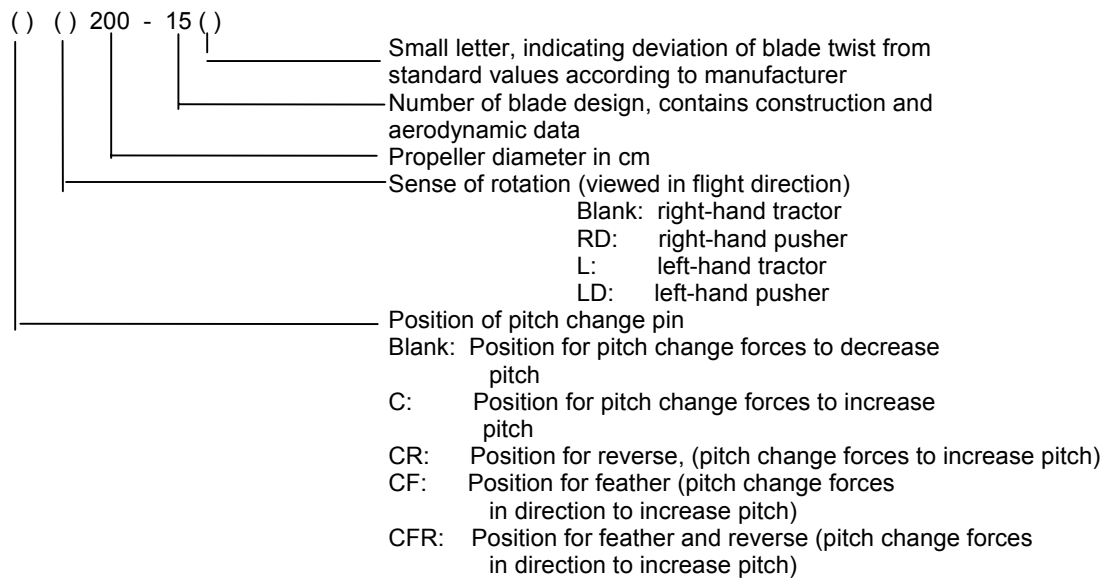 ( ) ( ) 200 - 15 ( )
Small letter, indicating deviation of blade twist from
standard values according to manufacturer
Number of blade design, contains construction and
aerodynamic data
Propeller diameter in cm
Sense of rotation (viewed in flight direction)
Blank: right-hand tractor
RD: right-hand pusher
L: left-hand tractor
LD: left-hand pusher
Position of pitch change pin
Blank: Position for pitch change forces to decrease
pitch
C: Position for pitch change forces to increase
pitch
CR: Position for reverse, (pitch change forces to increase pitch)
CF: Position for feather (pitch change forces
in direction to increase pitch)
CFR: Position for feather and reverse (pitch change forces
in direction to increase pitch)